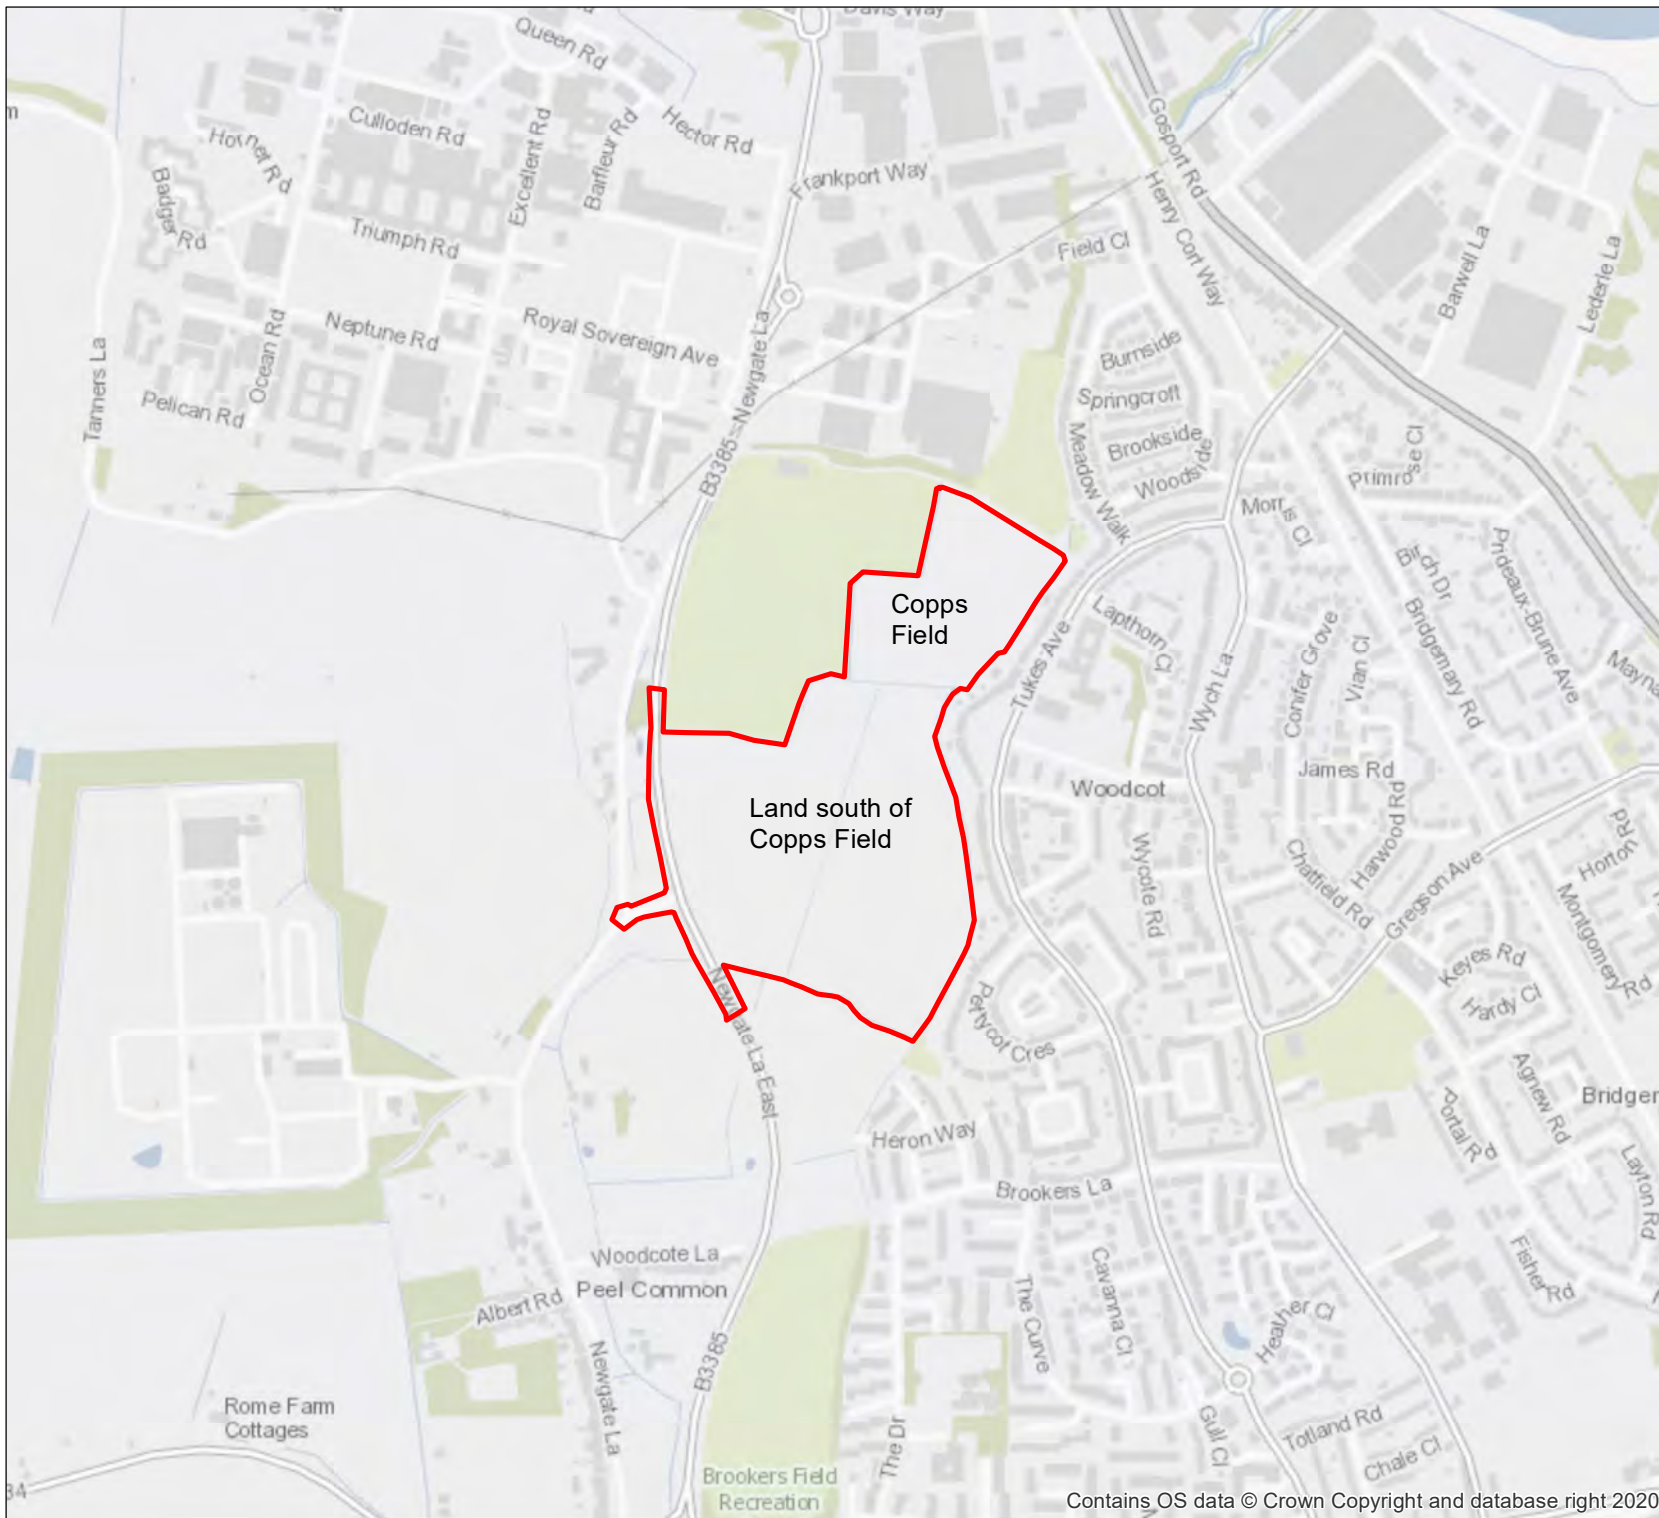 Davis Way
Queen Rd
Culloden Rd
Hornet Rd
Excellent Rd
Barfleur Rd
Hector Rd
Frankport Way
Gosport Rd
Henry Cort Way
Badger Rd
Triumph Rd
Field Cl
Barwell La
Lederle La
Tanners La
Ocean Rd
Neptune Rd
Royal Sovereign Ave
Pelican Rd
B3385 - Newgate La
Burnside
Springcroft
Brookside
Woodside
Meadow Walk
Primrose Cl
Morris Cl
Birch Dr
Prideaux-Brune Ave
Copps
Field
Lapthorn Cl
Tukes Ave
Wych La
Conifer Grove
Vian Cl
Bridgemary Rd
Land south of
Copps Field
Woodcot
James Rd
Harwood Rd
Wycote Rd
Chatfield Rd
Gregson Ave
Horton Rd
Montgomery Rd
Keyes Rd
Hardy Cl
Newgate La East
Pettycot Cres
Agnew Rd
Portal Rd
Bridger
Heron Way
Brookers La
Layton Rd
Woodcote La
Peel Common
Albert Rd
Newgate La
B3385
The Curve
Cavanna Cl
Heather Cl
Fisher Rd
Rome Farm
Cottages
The Dr
Gull Cl
Totland Rd
Chale Cl
Brookers Field
Recreation
Contains OS data © Crown Copyright and database right 2020